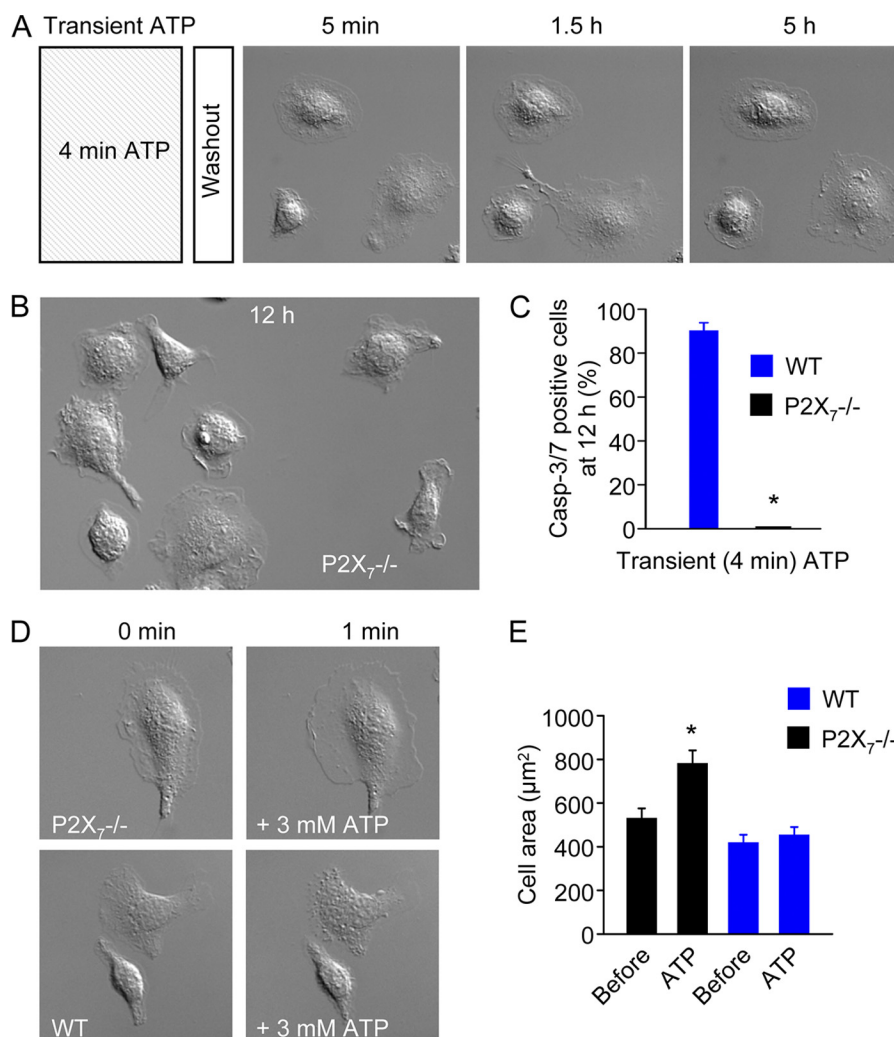 A
Transient ATP
4 min ATP
Washout
5 min
1.5 h
5 h
B
12 h
P2X7-/-
C
Casp-3/7 positive cells
at 12 h (%)
100
80
60
40
20
0
*
WT
P2X7-/-
Transient (4 min) ATP
D
0 min
1 min
P2X7-/-
+ 3 mM ATP
WT
+ 3 mM ATP
E
WT
P2X7-/-
Cell area (µm²)
1000
800
600
400
200
0
*
Before
ATP
Before
ATP